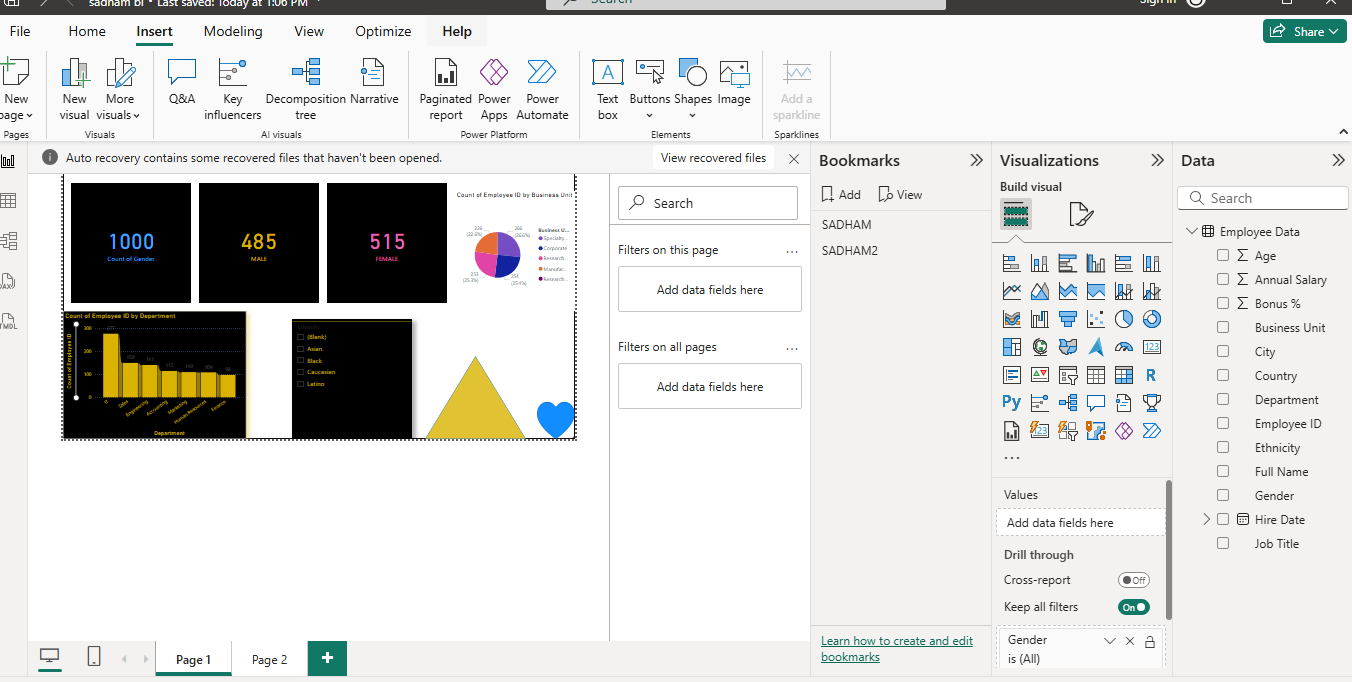 sadham bi • Last saved: Today at 1:06 PM
Search
Sign in
File Home Insert Modeling View Optimize Help
Share
New page
New visual
More visuals
Q&A
Key influencers
Decomposition tree
Narrative
Paginated report
Power Apps
Power Automate
Text box
Buttons
Shapes
Image
Add a sparkline
Pages
Visuals
AI visuals
Power Platform
Elements
Sparklines
Auto recovery contains some recovered files that haven't been opened.
View recovered files
1000
Count of Gender
485
MALE
515
FEMALE
Count of Employee ID by Business Unit
Business U...
Specialty...
Corporate
Research...
Manufac...
Research...
Count of Employee ID by Department
Count of Employee ID
300
200
100
0
IT
Sales
Engineering
Accounting
Marketing
Human Resources
Finance
Department
(Blank)
Asian
Black
Caucasian
Latino
Search
Filters on this page
...
Add data fields here
Filters on all pages
...
Add data fields here
Bookmarks
Add
View
SADHAM
SADHAM2
Learn how to create and edit
bookmarks
Visualizations
Build visual
123
R
Py
...
Values
Add data fields here
Drill through
Cross-report
Off
Keep all filters
On
Gender
is (All)
Data
Search
Employee Data
Age
Annual Salary
Bonus %
Business Unit
City
Country
Department
Employee ID
Ethnicity
Full Name
Gender
Hire Date
Job Title
Page 1
Page 2